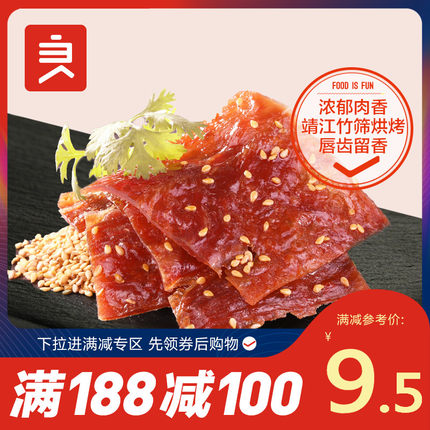 良
FOOD IS FUN
浓郁肉香
靖江竹筛烘烤
唇齿留香
满减参考价:
下拉进满减专区 先领券后购物
¥
9.5
满188减100